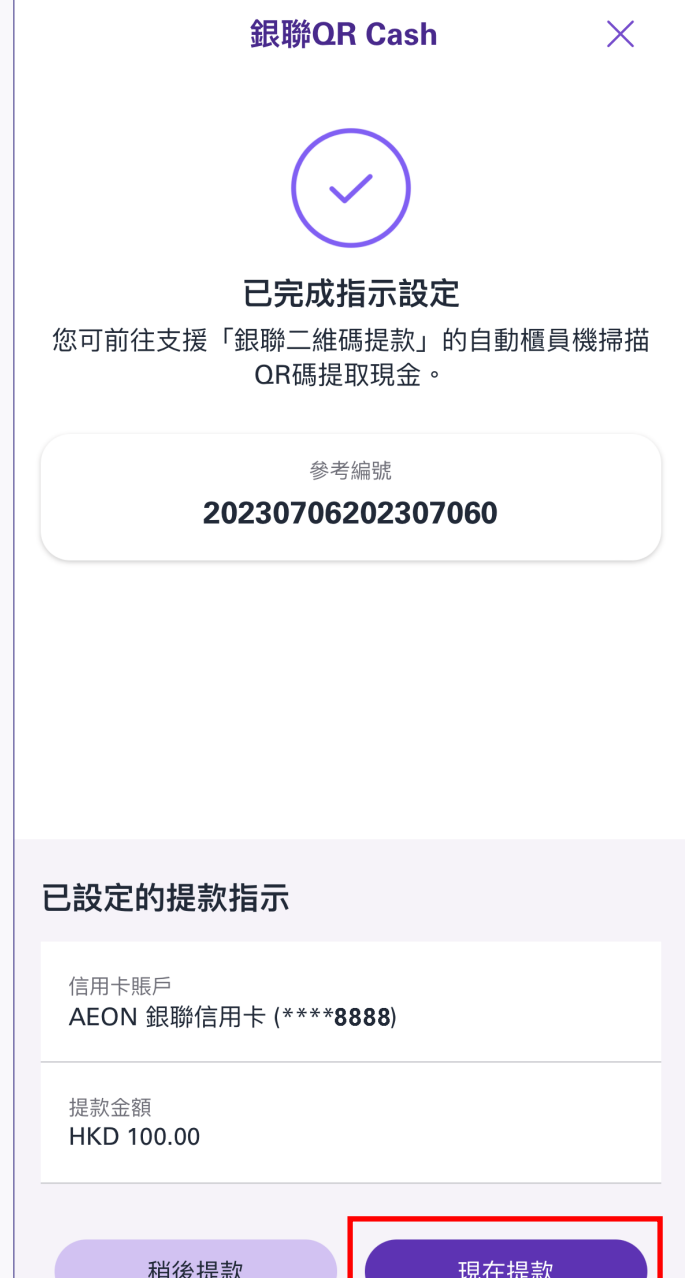 銀聯QR Cash
已完成指示設定
您可前往支援「銀聯二維碼提款」的自動櫃員機掃描
QR碼提取現金。
參考編號
20230706202307060
已設定的提款指示
信用卡賬戶
AEON 銀聯信用卡 (****8888)
提款金額
HKD 100.00
稍後提款 現在提款